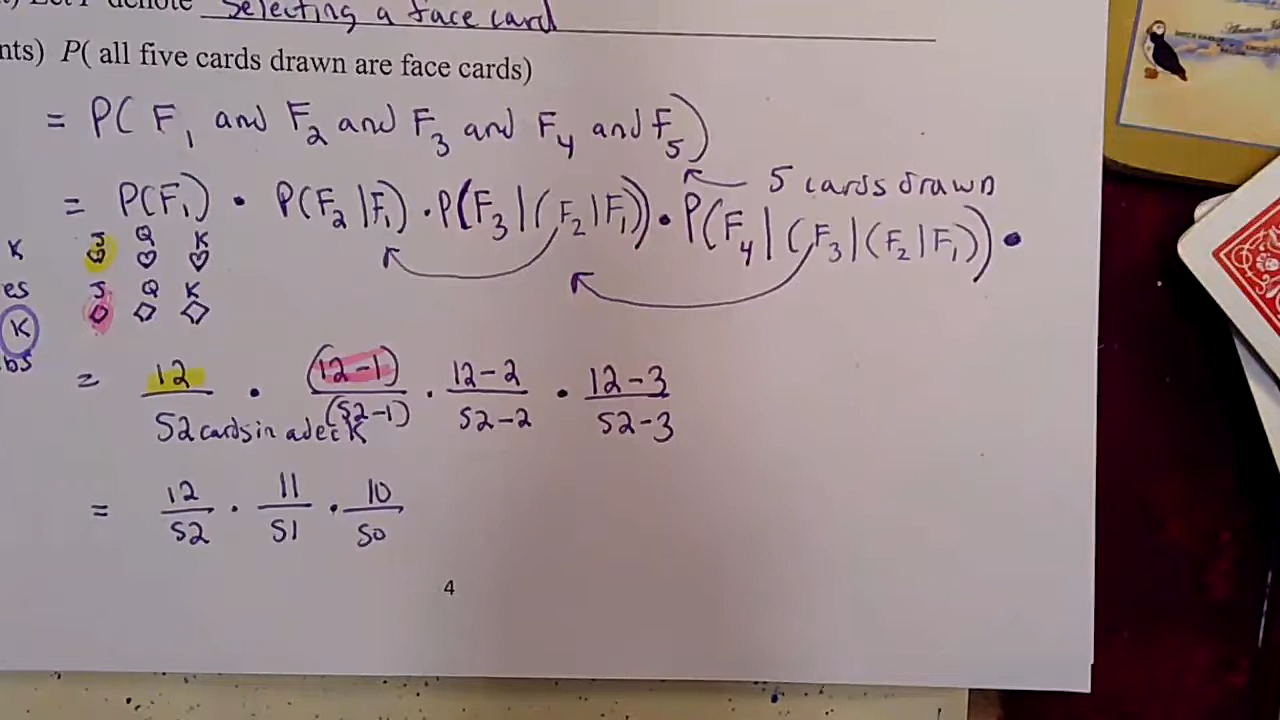 denote Selecting a face card
nts) P( all five cards drawn are face cards)
= P( F1 and F2 and F3 and F4 and F5)
5 cards drawn
= P(F1) • P(F2|F1) • P(F3|(F2|F1)) • P(F4|(F3|(F2|F1)) •
K J Q K
es J Q K
K
bs
= 12/52 cards in a deck • (12-1)/(52-1) • 12-2/52-2 • 12-3/52-3
= 12/52 • 11/51 • 10/50
4